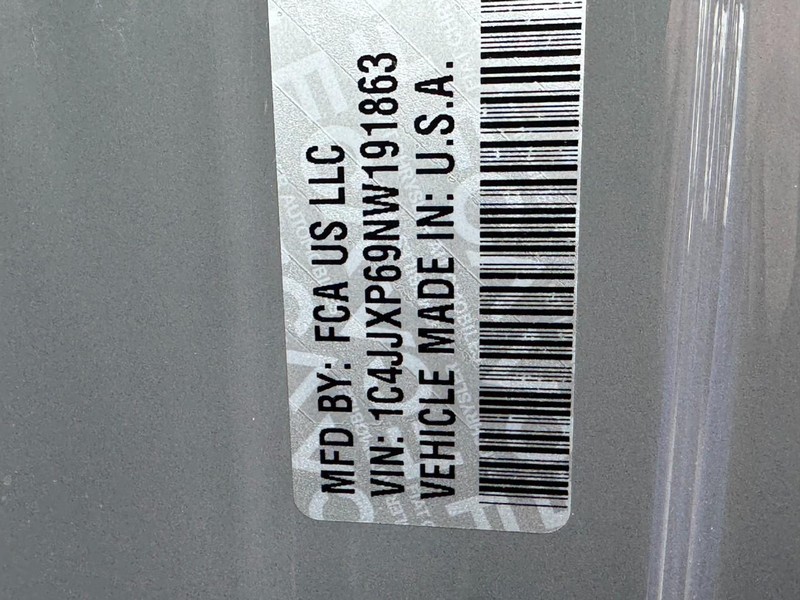 MFD BY: FCA US LLC
VIN: 1C4JJXP69NW191863
VEHICLE MADE IN: U.S.A.